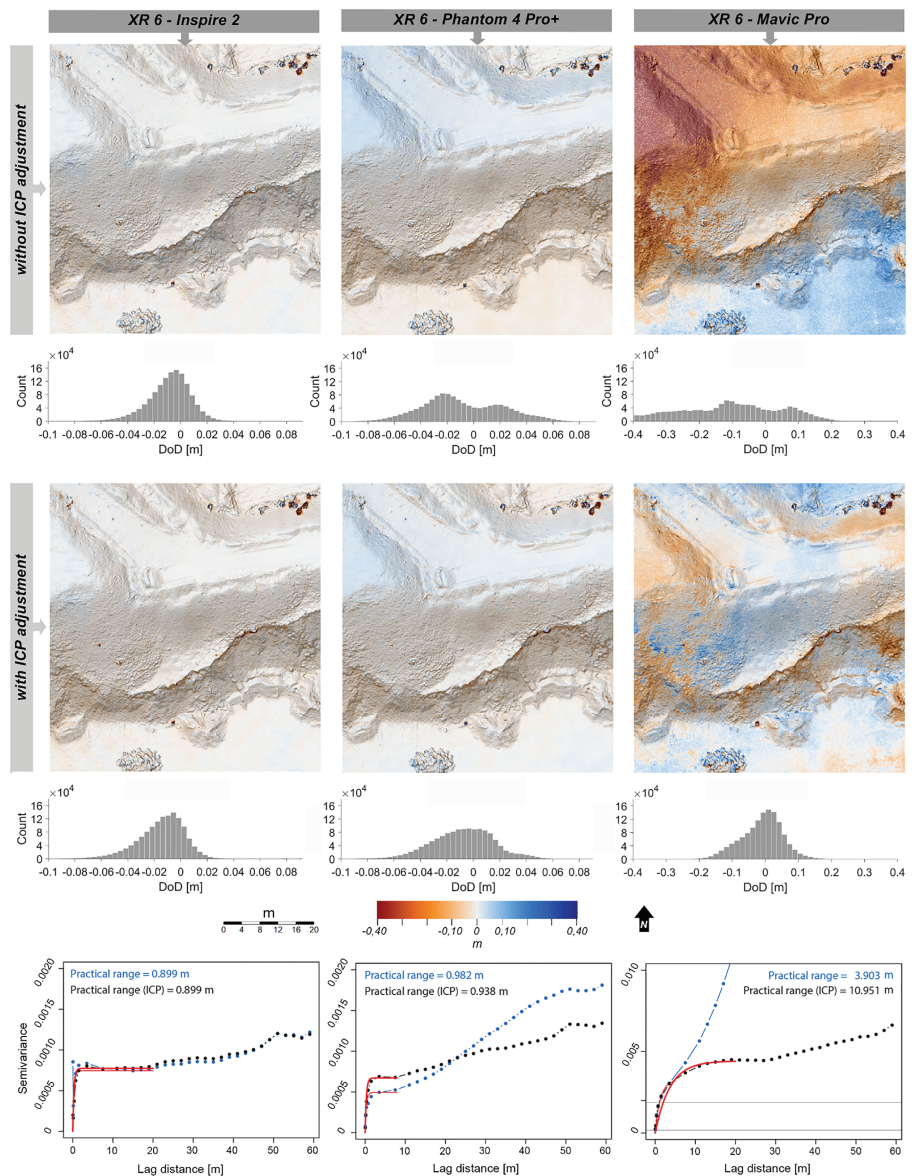 XR 6 - Inspire 2
XR 6 - Phantom 4 Pro+
XR 6 - Mavic Pro
without ICP adjustment
×10⁴
16
12
8
4
0
Count
-0.1 -0.08 -0.06 -0.04 -0.02 0 0.02 0.04 0.06 0.08
DoD [m]
×10⁴
16
12
8
4
0
Count
-0.1 -0.08 -0.06 -0.04 -0.02 0 0.02 0.04 0.06 0.08
DoD [m]
×10⁴
16
12
8
4
0
Count
-0.4 -0.3 -0.2 -0.1 0 0.1 0.2 0.3 0.4
DoD [m]
with ICP adjustment
×10⁴
16
12
8
4
0
Count
-0.1 -0.08 -0.06 -0.04 -0.02 0 0.02 0.04 0.06 0.08
DoD [m]
×10⁴
16
12
8
4
0
-0.1 -0.08 -0.06 -0.04 -0.02 0 0.02 0.04 0.06 0.08
DoD [m]
×10⁴
16
12
8
4
0
-0.4 -0.3 -0.2 -0.1 0 0.1 0.2 0.3 0.4
DoD [m]
m
0 4 8 12 16 20
-0,40 -0,10 0 0,10 0,40
m
N
Semivariance
0.0020
0.0015
0.0010
0.0005
0
Practical range = 0.899 m
Practical range (ICP) = 0.899 m
0 10 20 30 40 50 60
Lag distance [m]
0.0020
0.0015
0.0010
0.0005
0
Practical range = 0.982 m
Practical range (ICP) = 0.938 m
0 10 20 30 40 50 60
Lag distance [m]
0.010
0.005
0
Practical range = 3.903 m
Practical range (ICP) = 10.951 m
0 10 20 30 40 50 60
Lag distance [m]